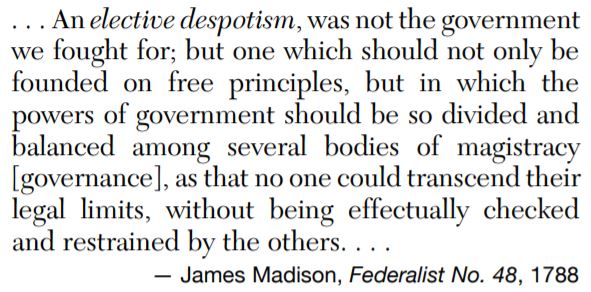 . . . An elective despotism, was not the government
we fought for; but one which should not only be
founded on free principles, but in which the
powers of government should be so divided and
balanced among several bodies of magistracy
[governance], as that no one could transcend their
legal limits, without being effectually checked
and restrained by the others. . . .
— James Madison, Federalist No. 48, 1788